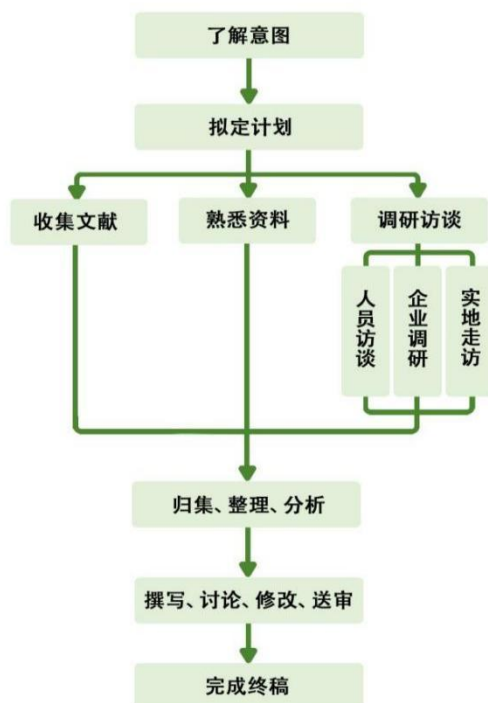 了解意图
拟定计划
收集文献
熟悉资料
调研访谈
人员访谈
企业调研
实地走访
归集、整理、分析
撰写、讨论、修改、送审
完成终稿